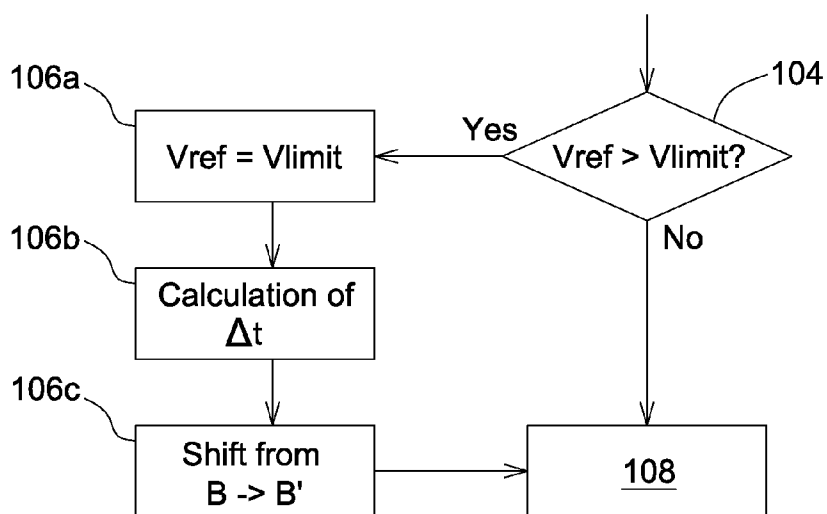 106a
104
Yes
Vref = Vlimit
Vref > Vlimit?
106b
No
Calculation of
Δt
106c
Shift from
B -> B'
108